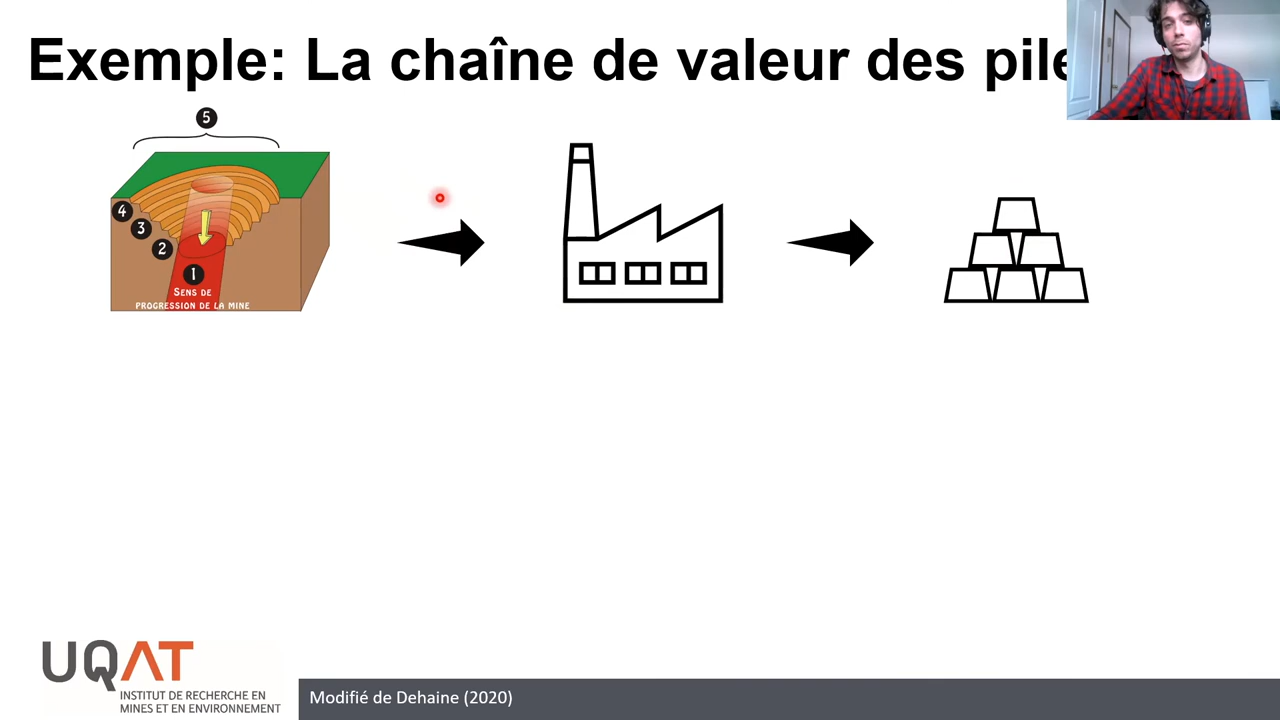 Exemple: La chaîne de valeur des pile
5
4
3
2
1
SENS DE
PROGRESSION DE LA MINE
UQAT
INSTITUT DE RECHERCHE EN
MINES ET EN ENVIRONNEMENT
Modifié de Dehaine (2020)